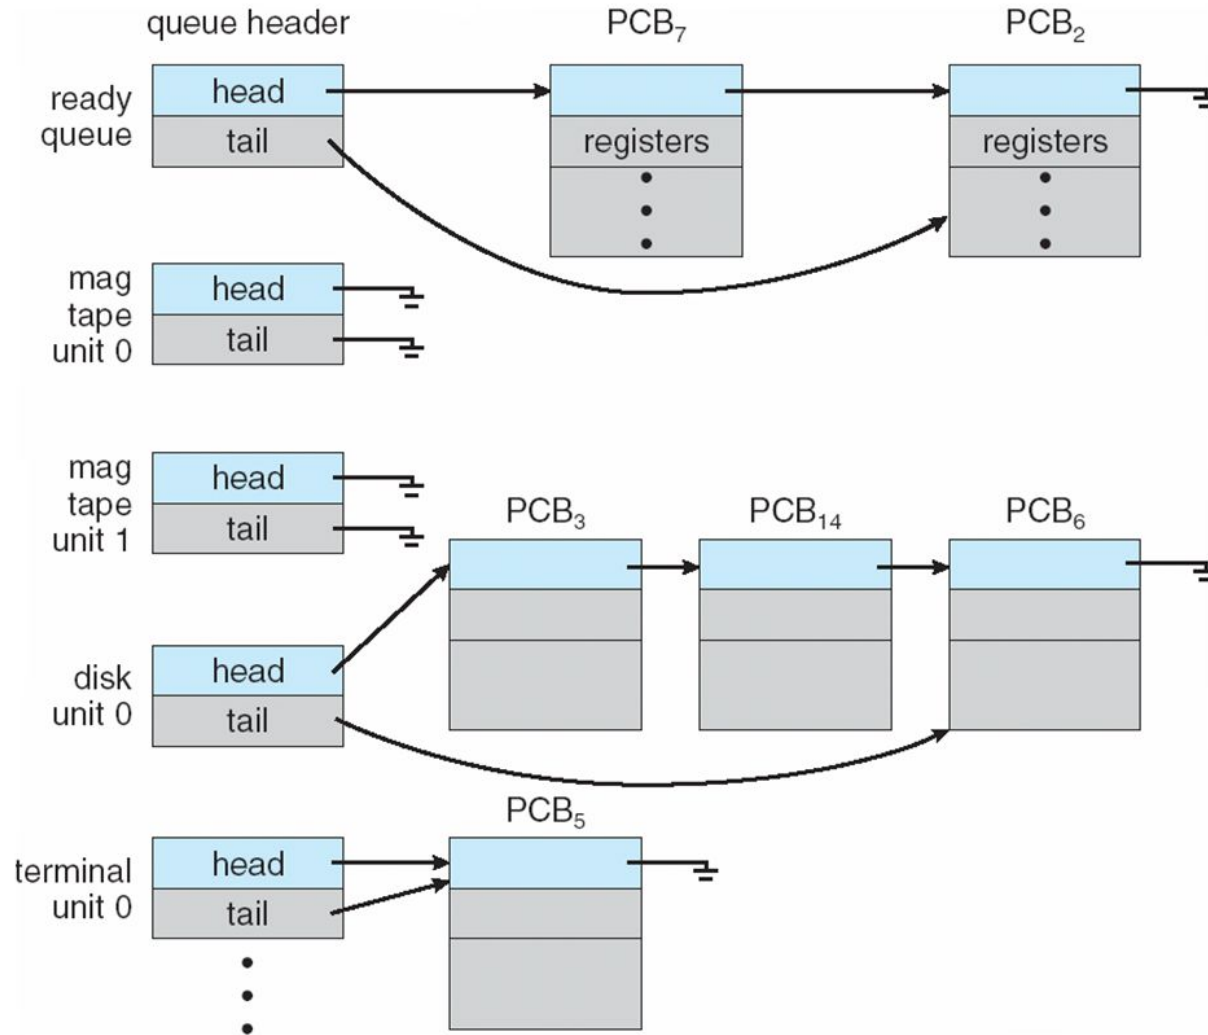 queue header
PCB₇
PCB₂
ready
queue
head
tail
registers
registers
mag
tape
unit 0
head
tail
mag
tape
unit 1
head
tail
PCB₃
PCB₁₄
PCB₆
disk
unit 0
head
tail
PCB₅
terminal
unit 0
head
tail